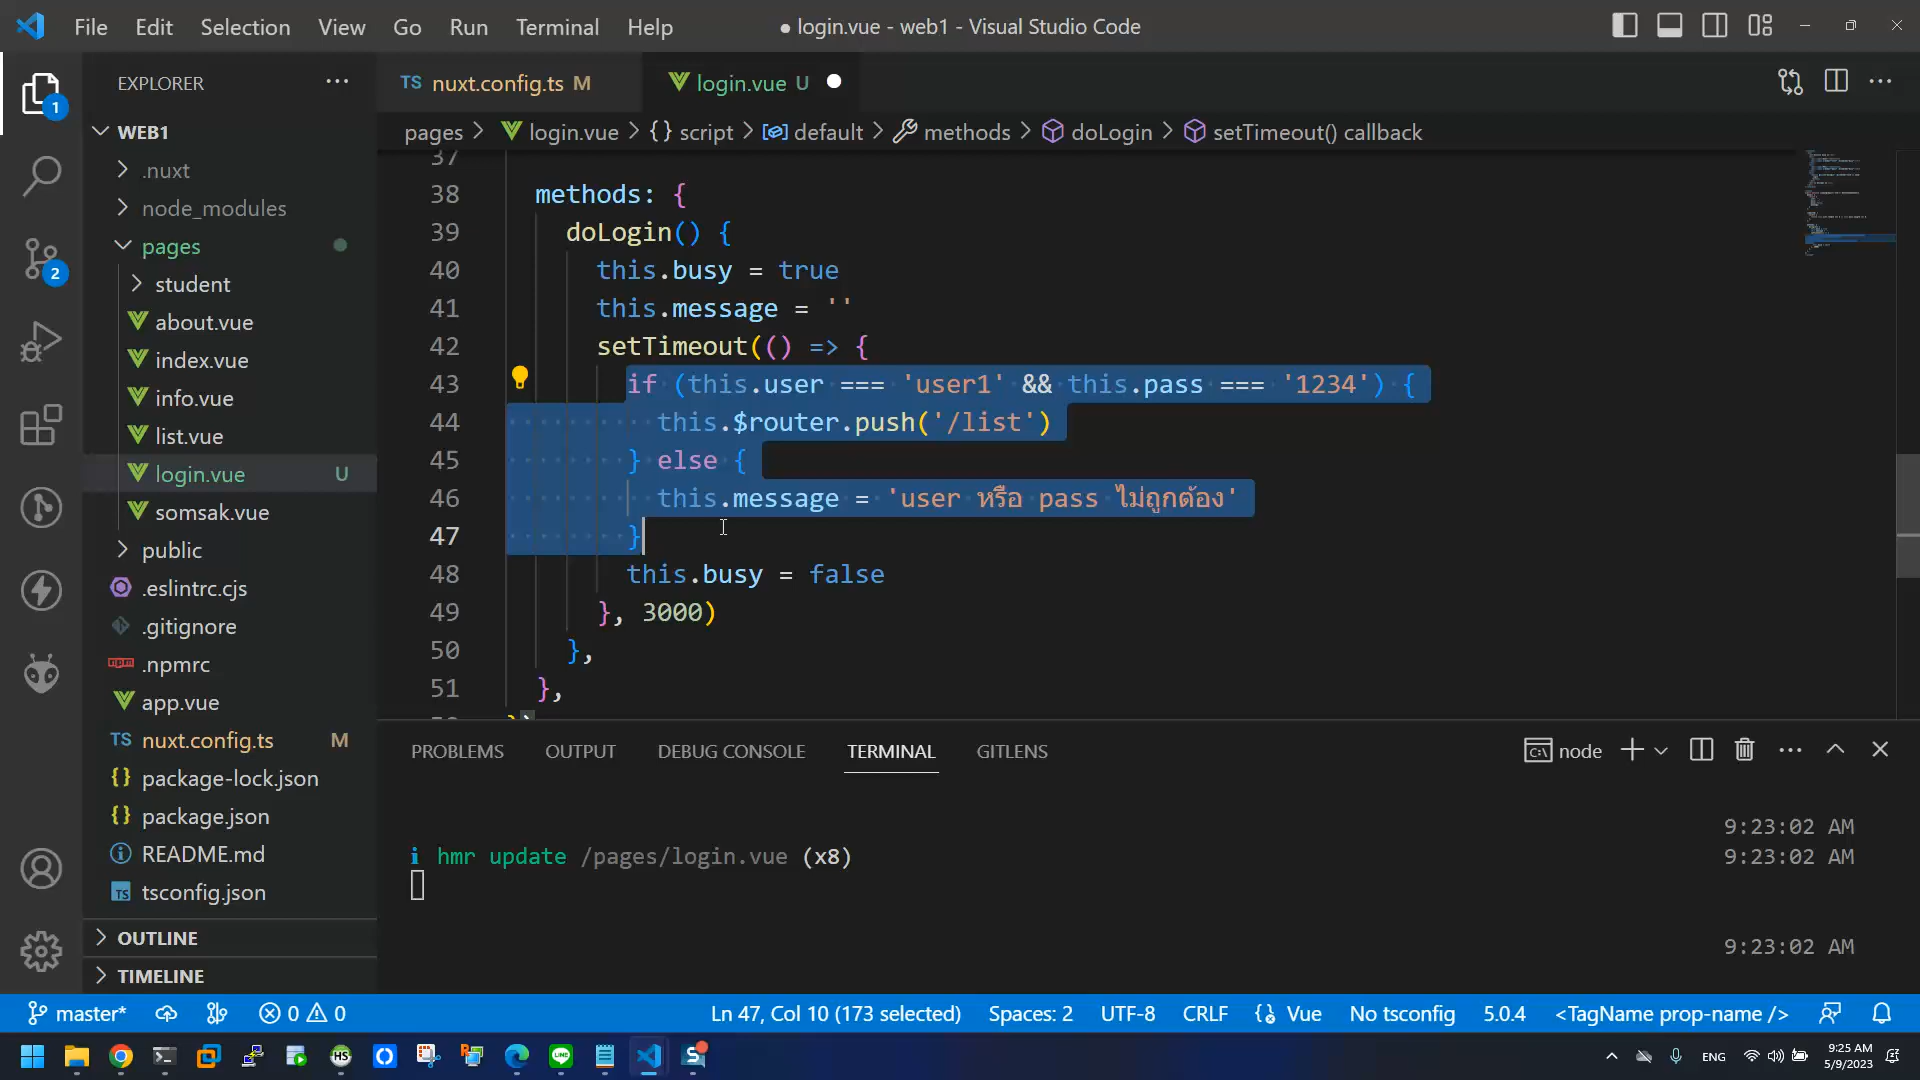 File Edit Selection View Go Run Terminal Help
● login.vue - web1 - Visual Studio Code
EXPLORER
TS nuxt.config.ts M
login.vue U
pages > login.vue > {} script > default > methods > doLogin > setTimeout() callback
1
2
WEB1
.nuxt
node_modules
pages
student
about.vue
index.vue
info.vue
list.vue
login.vue U
somsak.vue
public
.eslintrc.cjs
.gitignore
.npmrc
app.vue
TS nuxt.config.ts M
{} package-lock.json
{} package.json
README.md
tsconfig.json
OUTLINE
TIMELINE
37
38 methods: {
39 doLogin() {
40 this.busy = true
41 this.message = ''
42 setTimeout(() => {
43 if (this.user === 'user1' && this.pass === '1234') {
44 this.$router.push('/list')
45 } else {
46 this.message = 'user หรือ pass ไม่ถูกต้อง'
47 }
48 this.busy = false
49 }, 3000)
50 },
51 },
PROBLEMS OUTPUT DEBUG CONSOLE TERMINAL GITLENS
node
9:23:02 AM
i hmr update /pages/login.vue (x8) 9:23:02 AM
9:23:02 AM
master* 0 0 Ln 47, Col 10 (173 selected) Spaces: 2 UTF-8 CRLF Vue No tsconfig 5.0.4 <TagName prop-name />
ENG
9:25 AM
5/9/2023